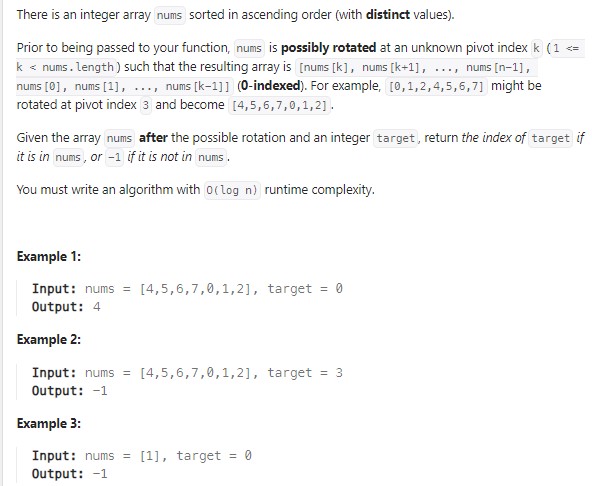 There is an integer array nums sorted in ascending order (with distinct values).
Prior to being passed to your function, nums is possibly rotated at an unknown pivot index k (1 <=
k < nums.length) such that the resulting array is [nums[k], nums[k+1], ..., nums[n-1],
nums[0], nums[1], ..., nums[k-1]] (0-indexed). For example, [0,1,2,4,5,6,7] might be
rotated at pivot index 3 and become [4,5,6,7,0,1,2].
Given the array nums after the possible rotation and an integer target, return the index of target if
it is in nums, or -1 if it is not in nums.
You must write an algorithm with O(log n) runtime complexity.
Example 1:
Input: nums = [4,5,6,7,0,1,2], target = 0
Output: 4
Example 2:
Input: nums = [4,5,6,7,0,1,2], target = 3
Output: -1
Example 3:
Input: nums = [1], target = 0
Output: -1